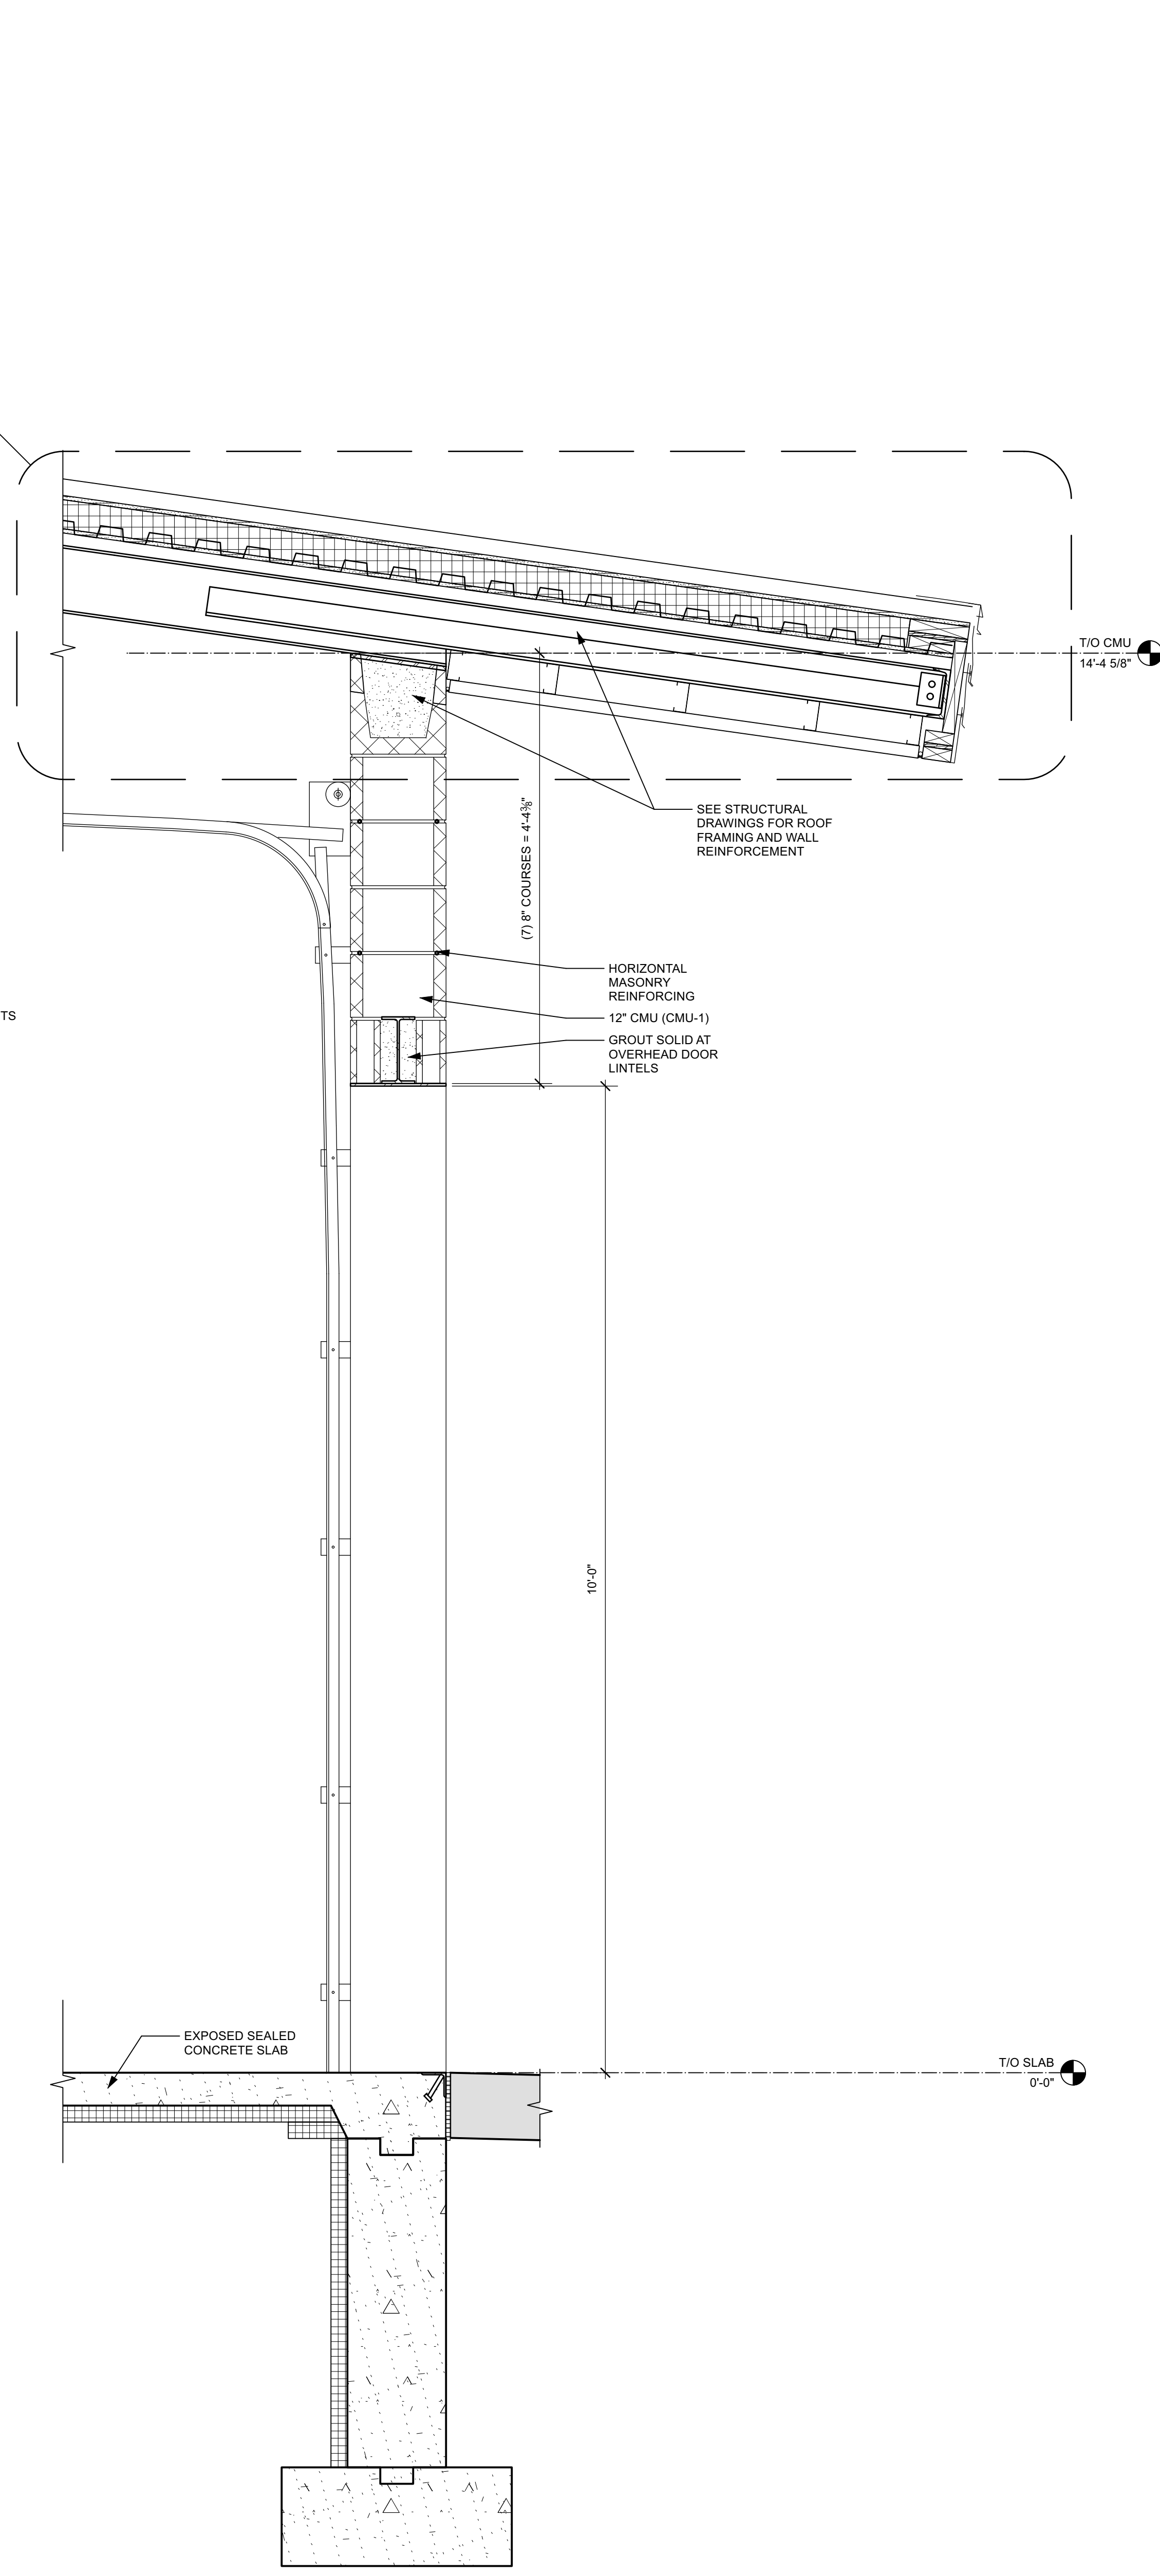 T/O CMU
14'-4 5/8"
SEE STRUCTURAL
DRAWINGS FOR ROOF
FRAMING AND WALL
REINFORCEMENT
(7) 8" COURSES = 4'-4⅜"
HORIZONTAL
MASONRY
REINFORCING
TS
12" CMU (CMU-1)
GROUT SOLID AT
OVERHEAD DOOR
LINTELS
10'-0"
EXPOSED SEALED
CONCRETE SLAB
T/O SLAB
0'-0"